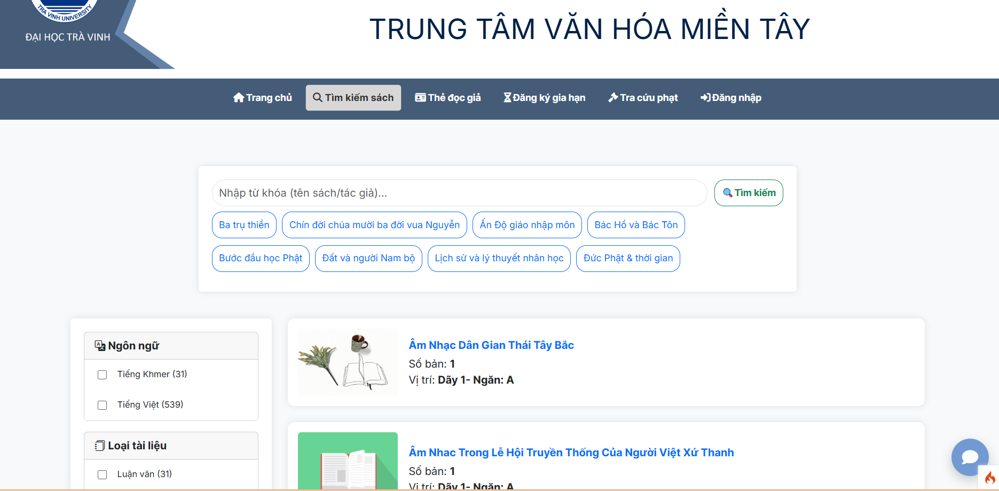 TRA VINH UNIVERSITY
ĐẠI HỌC TRÀ VINH
TRUNG TÂM VĂN HÓA MIỀN TÂY
Trang chủ
Tìm kiếm sách
Thẻ đọc giả
Đăng ký gia hạn
Tra cứu phạt
Đăng nhập
Nhập từ khóa (tên sách/tác giả)...
Tìm kiếm
Ba trụ thiền
Chín đời chúa mười ba đời vua Nguyễn
Ấn Độ giáo nhập môn
Bác Hồ và Bác Tôn
Bước đầu học Phật
Đất và người Nam bộ
Lịch sử và lý thuyết nhân học
Đức Phật & thời gian
Ngôn ngữ
Tiếng Khmer (31)
Tiếng Việt (539)
Loại tài liệu
Luận văn (31)
Âm Nhạc Dân Gian Thái Tây Bắc
Số bản: 1
Vị trí: Dãy 1- Ngăn: A
Âm Nhac Trong Lễ Hội Truyền Thống Của Người Việt Xứ Thanh
Số bản: 1
Vị trí: Dãy 1- Ngăn: A